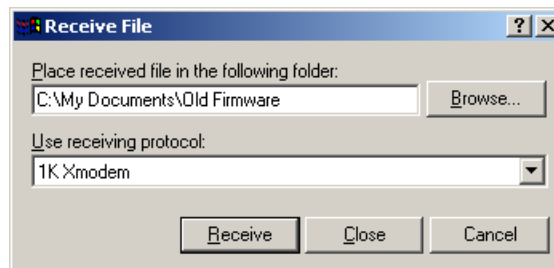 Receive File
Place received file in the following folder:
C:\My Documents\Old Firmware
Browse...
Use receiving protocol:
1K Xmodem
Receive Close Cancel